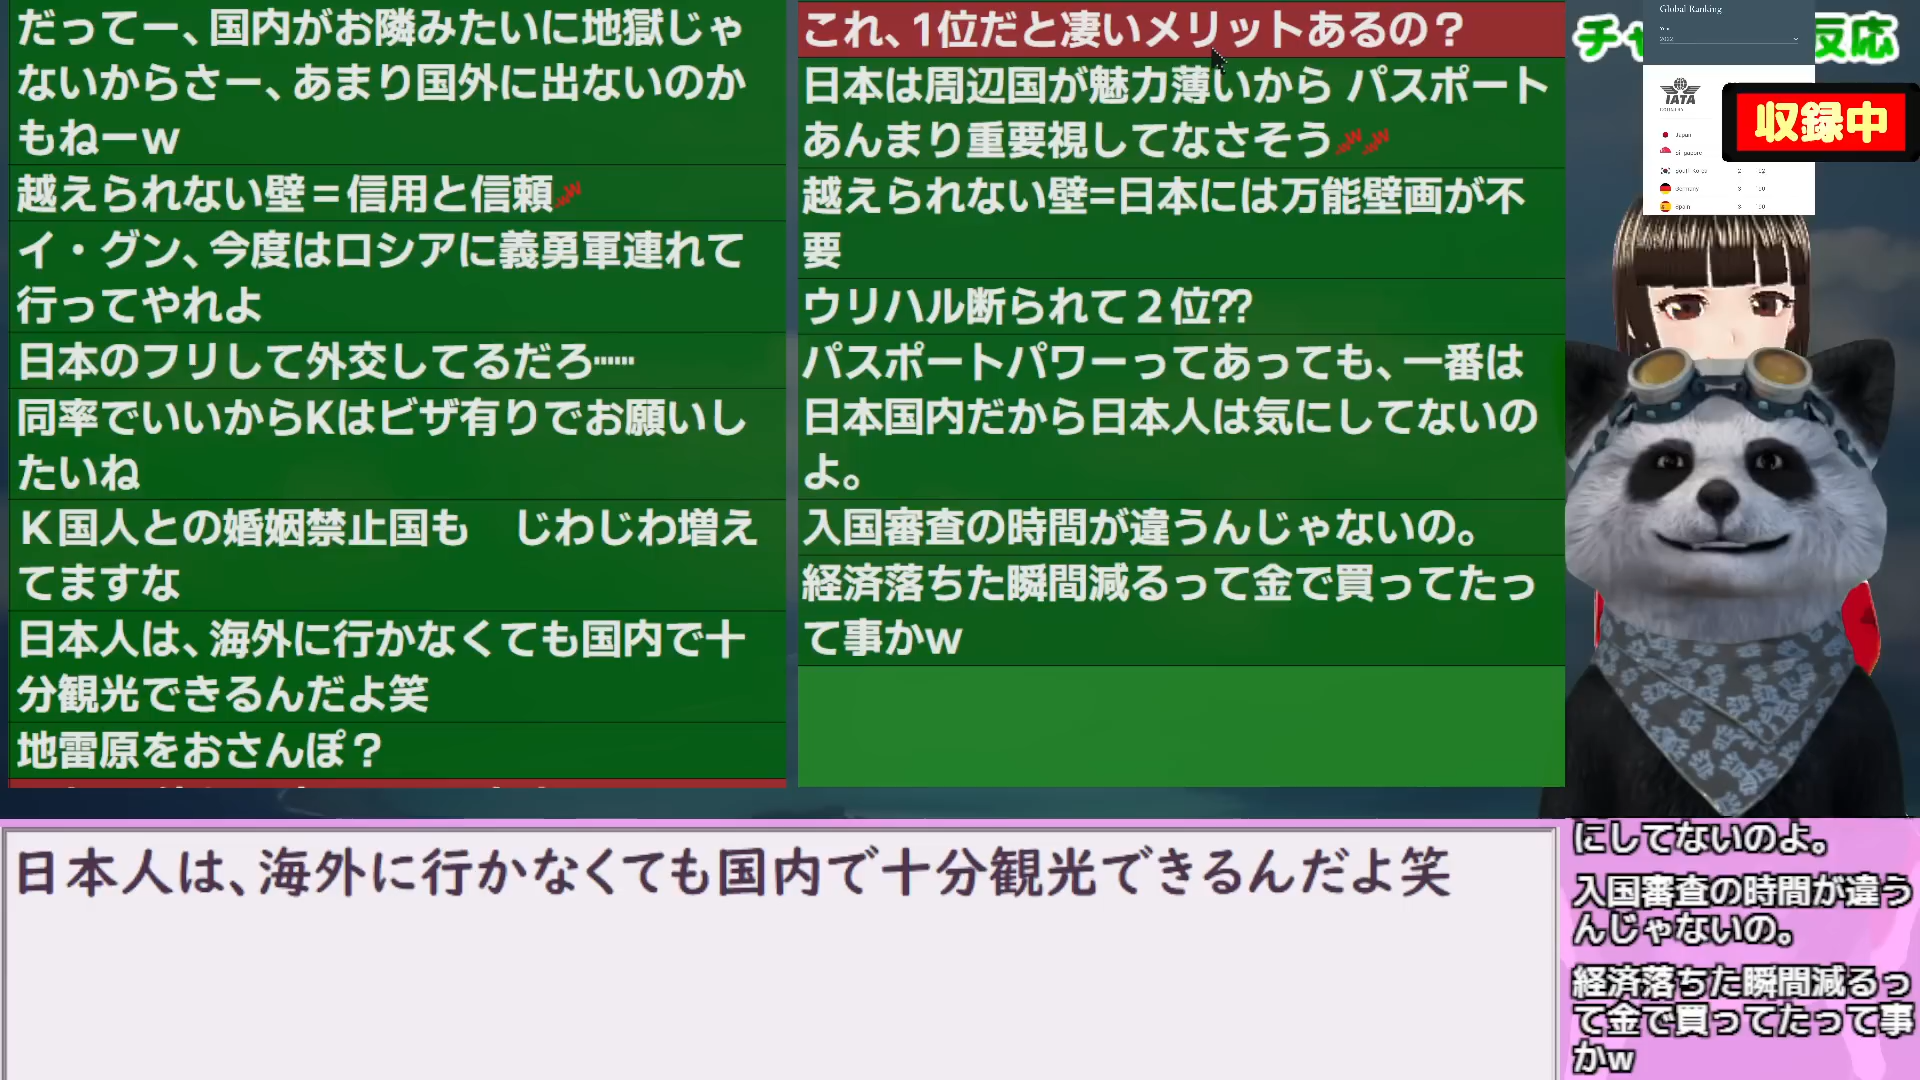 だってー、国内がお隣みたいに地獄じゃ
ないからさー、あまり国外に出ないのか
もねーw
越えられない壁＝信用と信頼w
イ・グン、今度はロシアに義勇軍連れて
行ってやれよ
日本のフリして外交してるだろ……
同率でいいからKはビザ有りでお願いし
たいね
K国人との婚姻禁止国も　じわじわ増え
てますな
日本人は、海外に行かなくても国内で十
分観光できるんだよ笑
地雷原をおさんぽ？
これ、1位だと凄いメリットあるの？
日本は周辺国が魅力薄いから パスポート
あんまり重要視してなさそうww
越えられない壁=日本には万能壁画が不
要
ウリハル断られて２位⁇
パスポートパワーってあっても、一番は
日本国内だから日本人は気にしてないの
よ。
入国審査の時間が違うんじゃないの。
経済落ちた瞬間減るって金で買ってたっ
て事かw
反応
Global Ranking
2022
IATA
Japan
Singapore
South Korea 2
Germany 3
Spain 3
収録中
日本人は、海外に行かなくても国内で十分観光できるんだよ笑
にしてないのよ。
入国審査の時間が違う
んじゃないの。
経済落ちた瞬間減るっ
て金で買ってたって事
かw